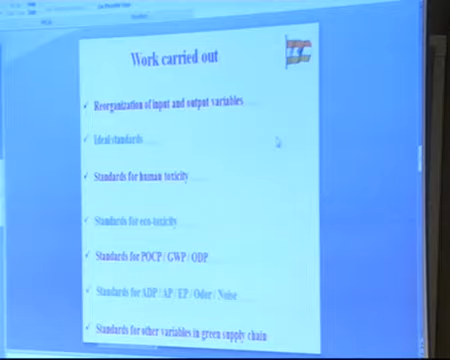 Work carried out
Reorganization of input and output variables
Ideal standards
Standards for human toxicity
Standards for eco-toxicity
Standards for POCP / GWP / ODP
Standards for ADP / AP / EP / Odor / Noise
Standards for other variables in green supply chain